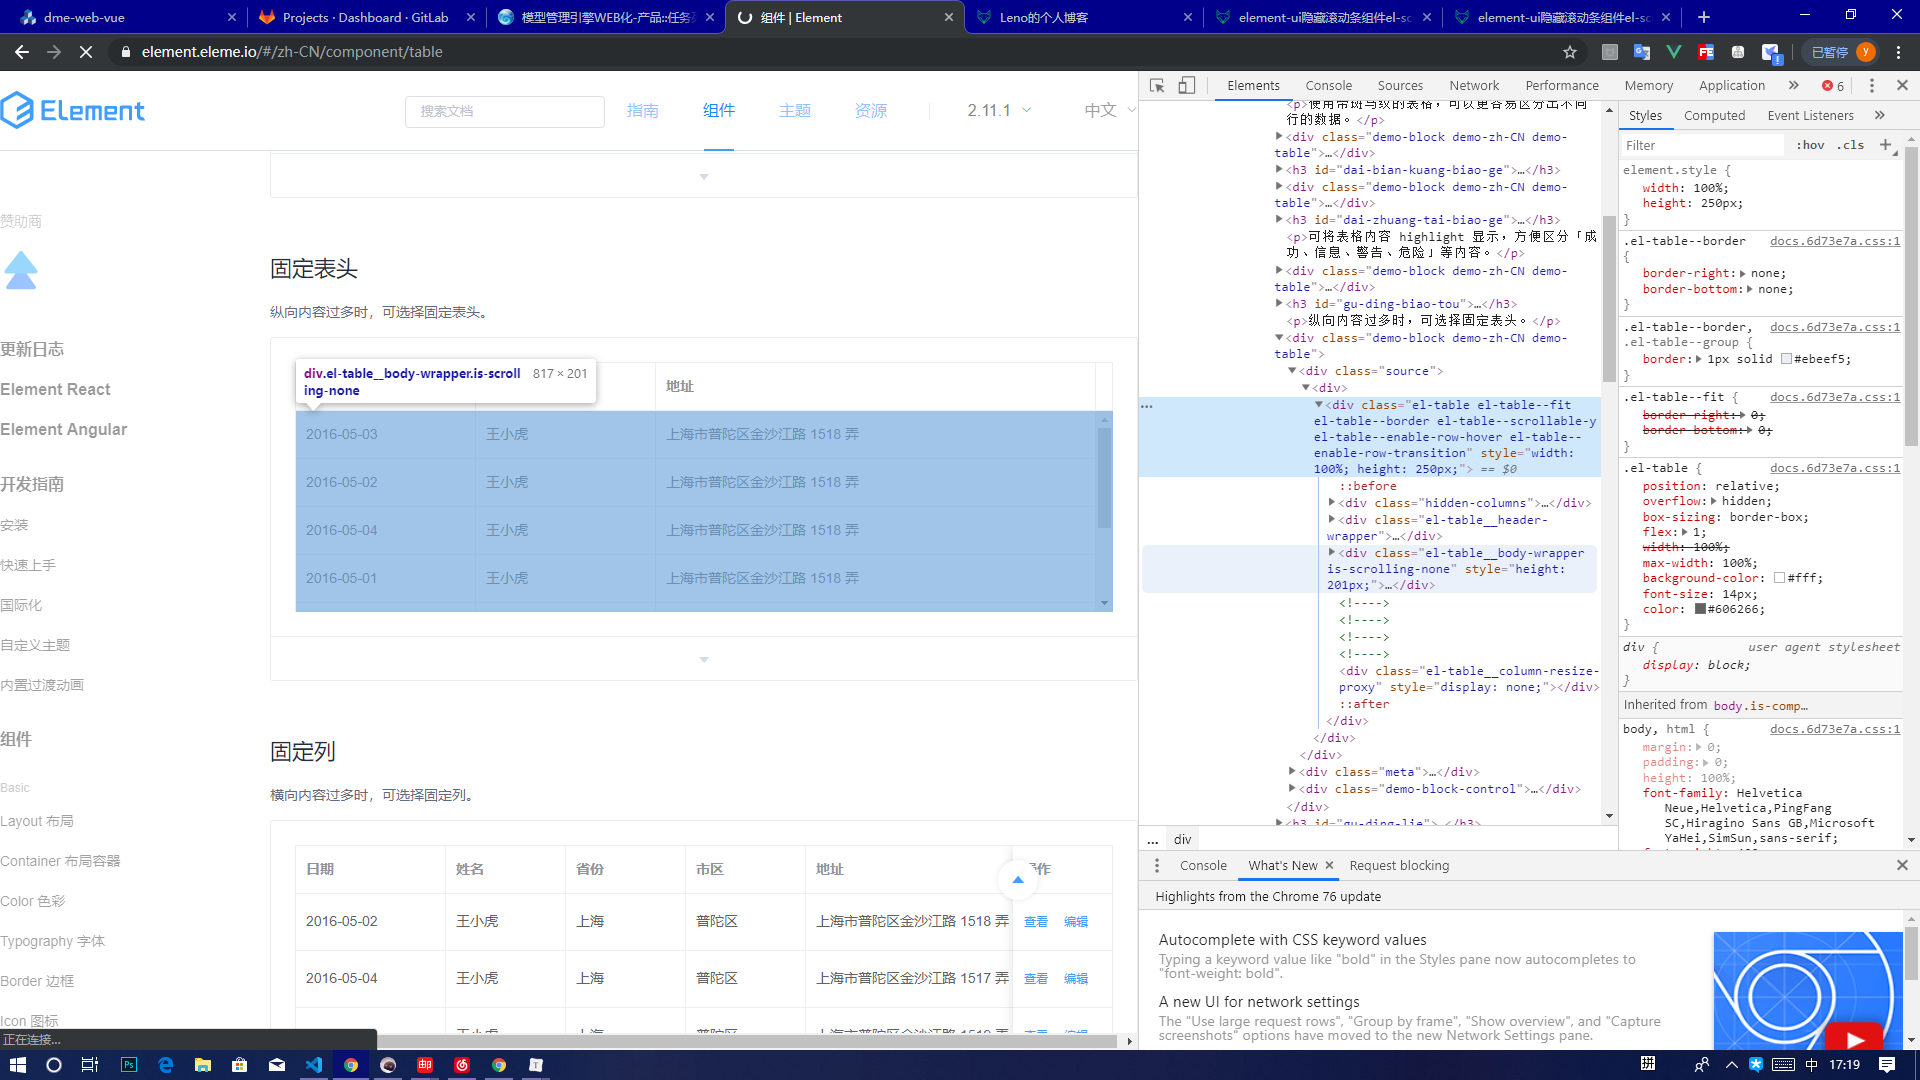 dme-web-vue
Projects · Dashboard · GitLab
模型管理引擎WEB化-产品::任务
组件 | Element
Leno的个人博客
element-ui隐藏滚动条组件el-sc
element-ui隐藏滚动条组件el-sc
element.eleme.io/#/zh-CN/component/table
已暂停
y
Element
搜索文档
指南
组件
主题
资源
2.11.1
中文
赞助商
更新日志
Element React
Element Angular
开发指南
安装
快速上手
国际化
自定义主题
内置过渡动画
组件
Basic
Layout 布局
Container 布局容器
Color 色彩
Typography 字体
Border 边框
Icon 图标
正在连接...
固定表头
纵向内容过多时，可选择固定表头。
div.el-table__body-wrapper.is-scroll
ing-none
817 × 201
地址
2016-05-03 王小虎 上海市普陀区金沙江路 1518 弄
2016-05-02 王小虎 上海市普陀区金沙江路 1518 弄
2016-05-04 王小虎 上海市普陀区金沙江路 1518 弄
2016-05-01 王小虎 上海市普陀区金沙江路 1518 弄
固定列
横向内容过多时，可选择固定列。
日期 姓名 省份 市区 地址 作
2016-05-02 王小虎 上海 普陀区 上海市普陀区金沙江路 1518 弄 查看 编辑
2016-05-04 王小虎 上海 普陀区 上海市普陀区金沙江路 1517 弄 查看 编辑
Elements Console Sources Network Performance Memory Application » 6
<p>使用带斑马纹的表格，可以更容易区分出不同
行的数据。</p>
<div class="demo-block demo-zh-CN demo-
table">…</div>
<h3 id="dai-bian-kuang-biao-ge">…</h3>
<div class="demo-block demo-zh-CN demo-
table">…</div>
<h3 id="dai-zhuang-tai-biao-ge">…</h3>
<p>可将表格内容 highlight 显示，方便区分「成
功、信息、警告、危险」等内容。</p>
<div class="demo-block demo-zh-CN demo-
table">…</div>
<h3 id="gu-ding-biao-tou">…</h3>
<p>纵向内容过多时，可选择固定表头。</p>
<div class="demo-block demo-zh-CN demo-
table">
<div class="source">
<div>
<div class="el-table el-table--fit
el-table--border el-table--scrollable-y
el-table--enable-row-hover el-table--
enable-row-transition" style="width:
100%; height: 250px;"> == $0
::before
<div class="hidden-columns">…</div>
<div class="el-table__header-
wrapper">…</div>
<div class="el-table__body-wrapper
is-scrolling-none" style="height:
201px;">…</div>
<!---->
<!---->
<!---->
<!---->
<div class="el-table__column-resize-
proxy" style="display: none;"></div>
::after
</div>
</div>
</div>
<div class="meta">…</div>
<div class="demo-block-control">…</div>
</div>
<h3 id="gu-ding-lie">…</h3>
... div
Styles Computed Event Listeners »
Filter :hov .cls +
element.style {
width: 100%;
height: 250px;
}
.el-table--border docs.6d73e7a.css:1
{
border-right: none;
border-bottom: none;
}
.el-table--border, docs.6d73e7a.css:1
.el-table--group {
border: 1px solid #ebeef5;
}
.el-table--fit { docs.6d73e7a.css:1
border-right: 0;
border-bottom: 0;
}
.el-table { docs.6d73e7a.css:1
position: relative;
overflow: hidden;
box-sizing: border-box;
flex: 1;
width: 100%;
max-width: 100%;
background-color: #fff;
font-size: 14px;
color: #606266;
}
div { user agent stylesheet
display: block;
}
Inherited from body.is-comp…
body, html { docs.6d73e7a.css:1
margin: 0;
padding: 0;
height: 100%;
font-family: Helvetica
Neue,Helvetica,PingFang
SC,Hiragino Sans GB,Microsoft
YaHei,SimSun,sans-serif;
Console What's New Request blocking
Highlights from the Chrome 76 update
Autocomplete with CSS keyword values
Typing a keyword value like "bold" in the Styles pane now autocompletes to
"font-weight: bold".
A new UI for network settings
The "Use large request rows", "Group by frame", "Show overview", and "Capture
screenshots" options have moved to the new Network Settings pane.
拼
中
17:19